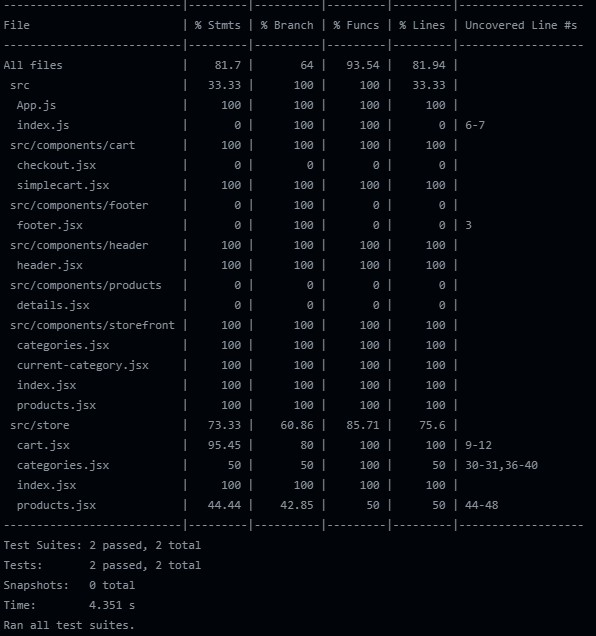 ---------------------------|---------|----------|---------|---------|-------------------
File                       | % Stmts | % Branch | % Funcs | % Lines | Uncovered Line #s
---------------------------|---------|----------|---------|---------|-------------------
All files                  |    81.7 |       64 |   93.54 |   81.94 |
 src                       |   33.33 |      100 |     100 |   33.33 |
  App.js                   |     100 |      100 |     100 |     100 |
  index.js                 |       0 |      100 |     100 |       0 | 6-7
 src/components/cart       |     100 |      100 |     100 |     100 |
  checkout.jsx             |       0 |        0 |       0 |       0 |
  simplecart.jsx           |     100 |      100 |     100 |     100 |
 src/components/footer     |       0 |      100 |       0 |       0 |
  footer.jsx               |       0 |      100 |       0 |       0 | 3
 src/components/header     |     100 |      100 |     100 |     100 |
  header.jsx               |     100 |      100 |     100 |     100 |
 src/components/products   |       0 |        0 |       0 |       0 |
  details.jsx              |       0 |        0 |       0 |       0 |
 src/components/storefront |     100 |      100 |     100 |     100 |
  categories.jsx           |     100 |      100 |     100 |     100 |
  current-category.jsx     |     100 |      100 |     100 |     100 |
  index.jsx                |     100 |      100 |     100 |     100 |
  products.jsx             |     100 |      100 |     100 |     100 |
 src/store                 |   73.33 |    60.86 |   85.71 |    75.6 |
  cart.jsx                 |   95.45 |       80 |     100 |     100 | 9-12
  categories.jsx           |      50 |       50 |     100 |      50 | 30-31,36-40
  index.jsx                |     100 |      100 |     100 |     100 |
  products.jsx             |   44.44 |    42.85 |      50 |      50 | 44-48
---------------------------|---------|----------|---------|---------|-------------------
Test Suites: 2 passed, 2 total
Tests:       2 passed, 2 total
Snapshots:   0 total
Time:        4.351 s
Ran all test suites.